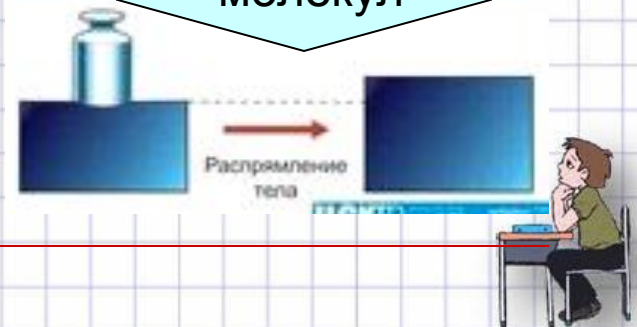 молекул
Распрямление
тела